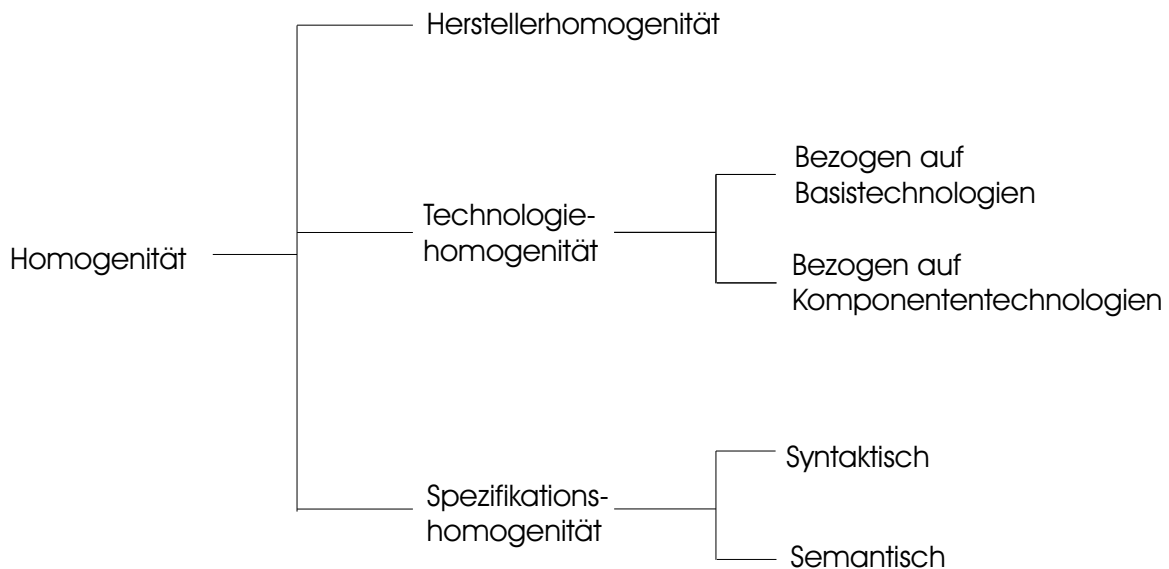 Herstellerhomogenität
Bezogen auf
Basistechnologien
Technologie-
homogenität
Homogenität
Bezogen auf
Komponententechnologien
Syntaktisch
Spezifikations-
homogenität
Semantisch